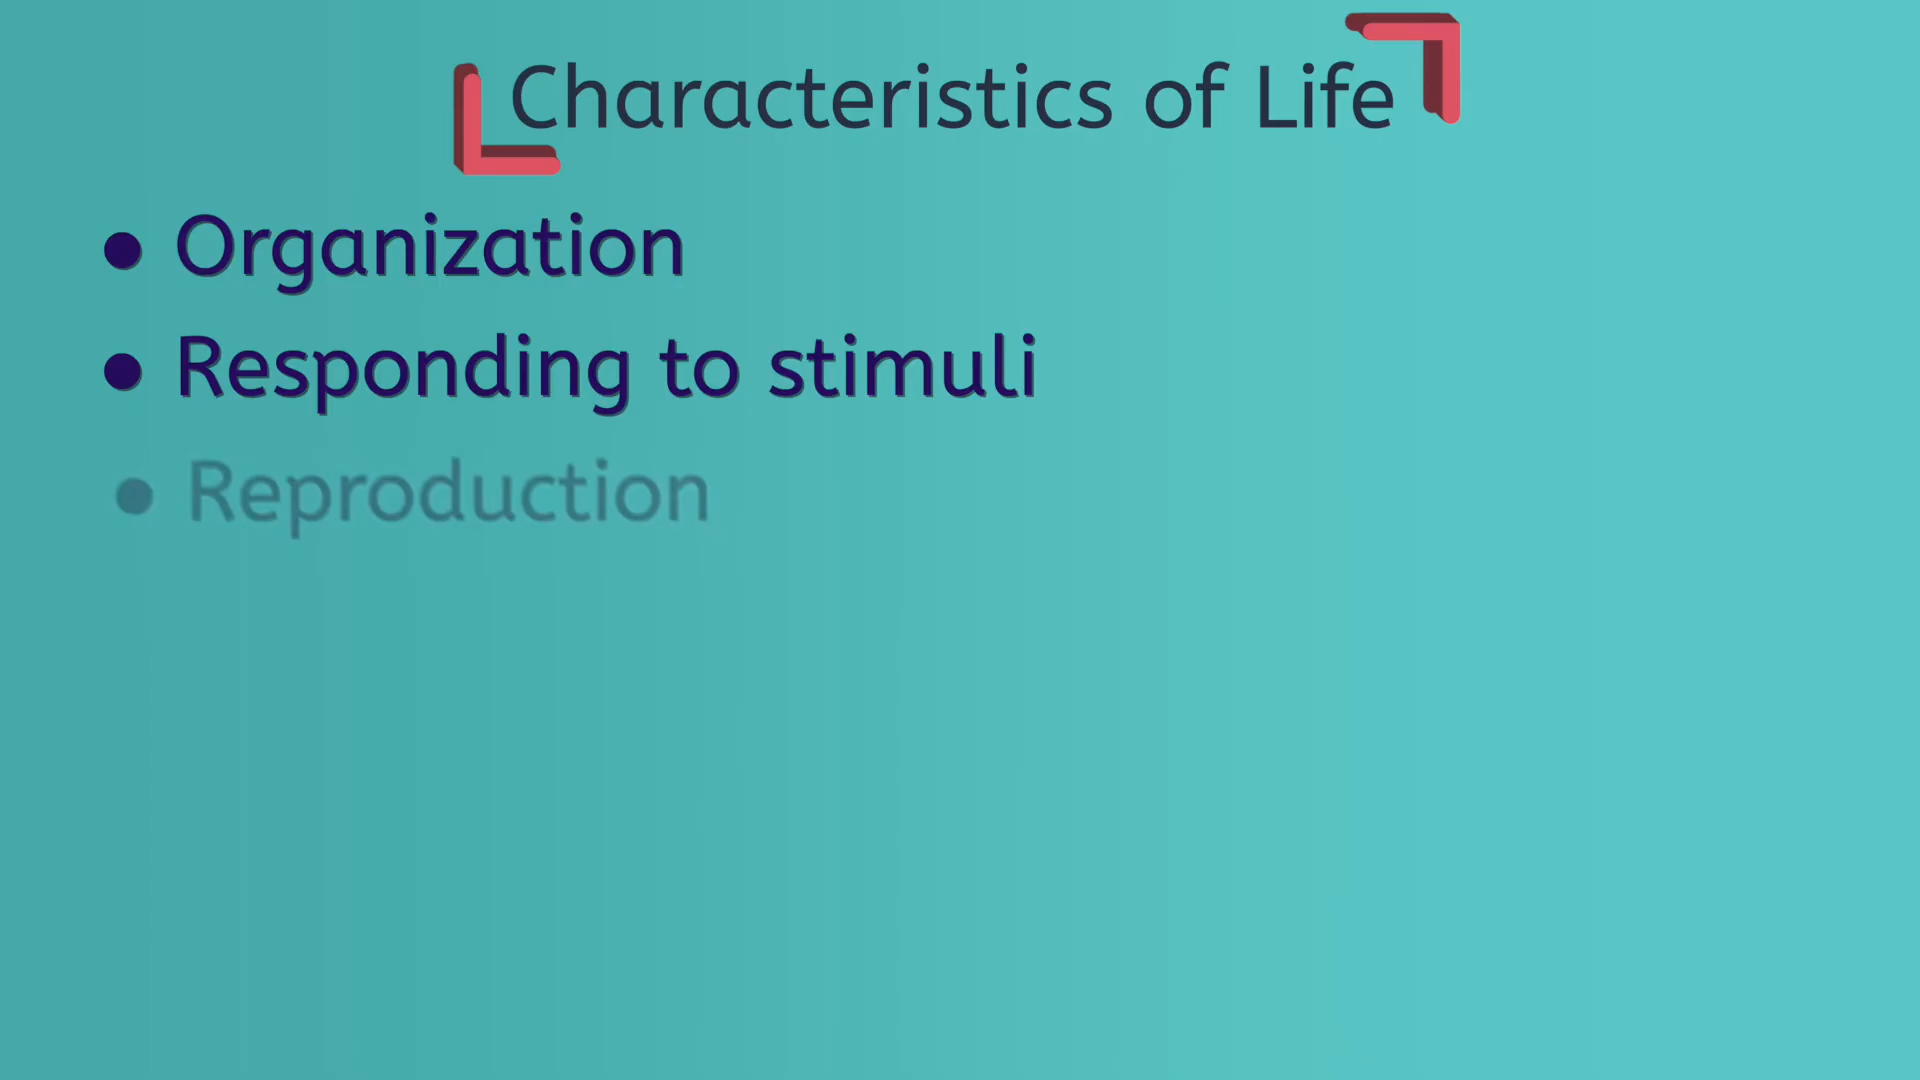 Characteristics of Life
● Organization
● Responding to stimuli
● Reproduction